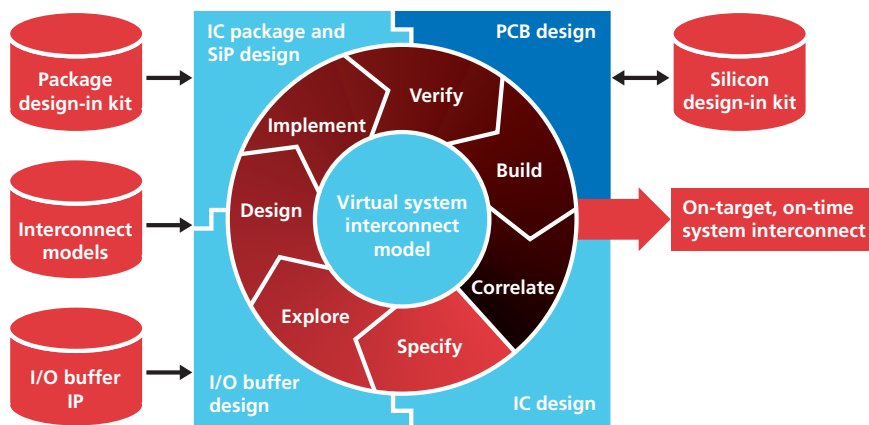 IC package and
SiP design
PCB design
Package
design-in kit
Silicon
design-in kit
Verify
Implement
Build
Design
Virtual system
interconnect
model
Interconnect
models
On-target, on-time
system interconnect
Correlate
Explore
Specify
I/O buffer
IP
I/O buffer
design
IC design